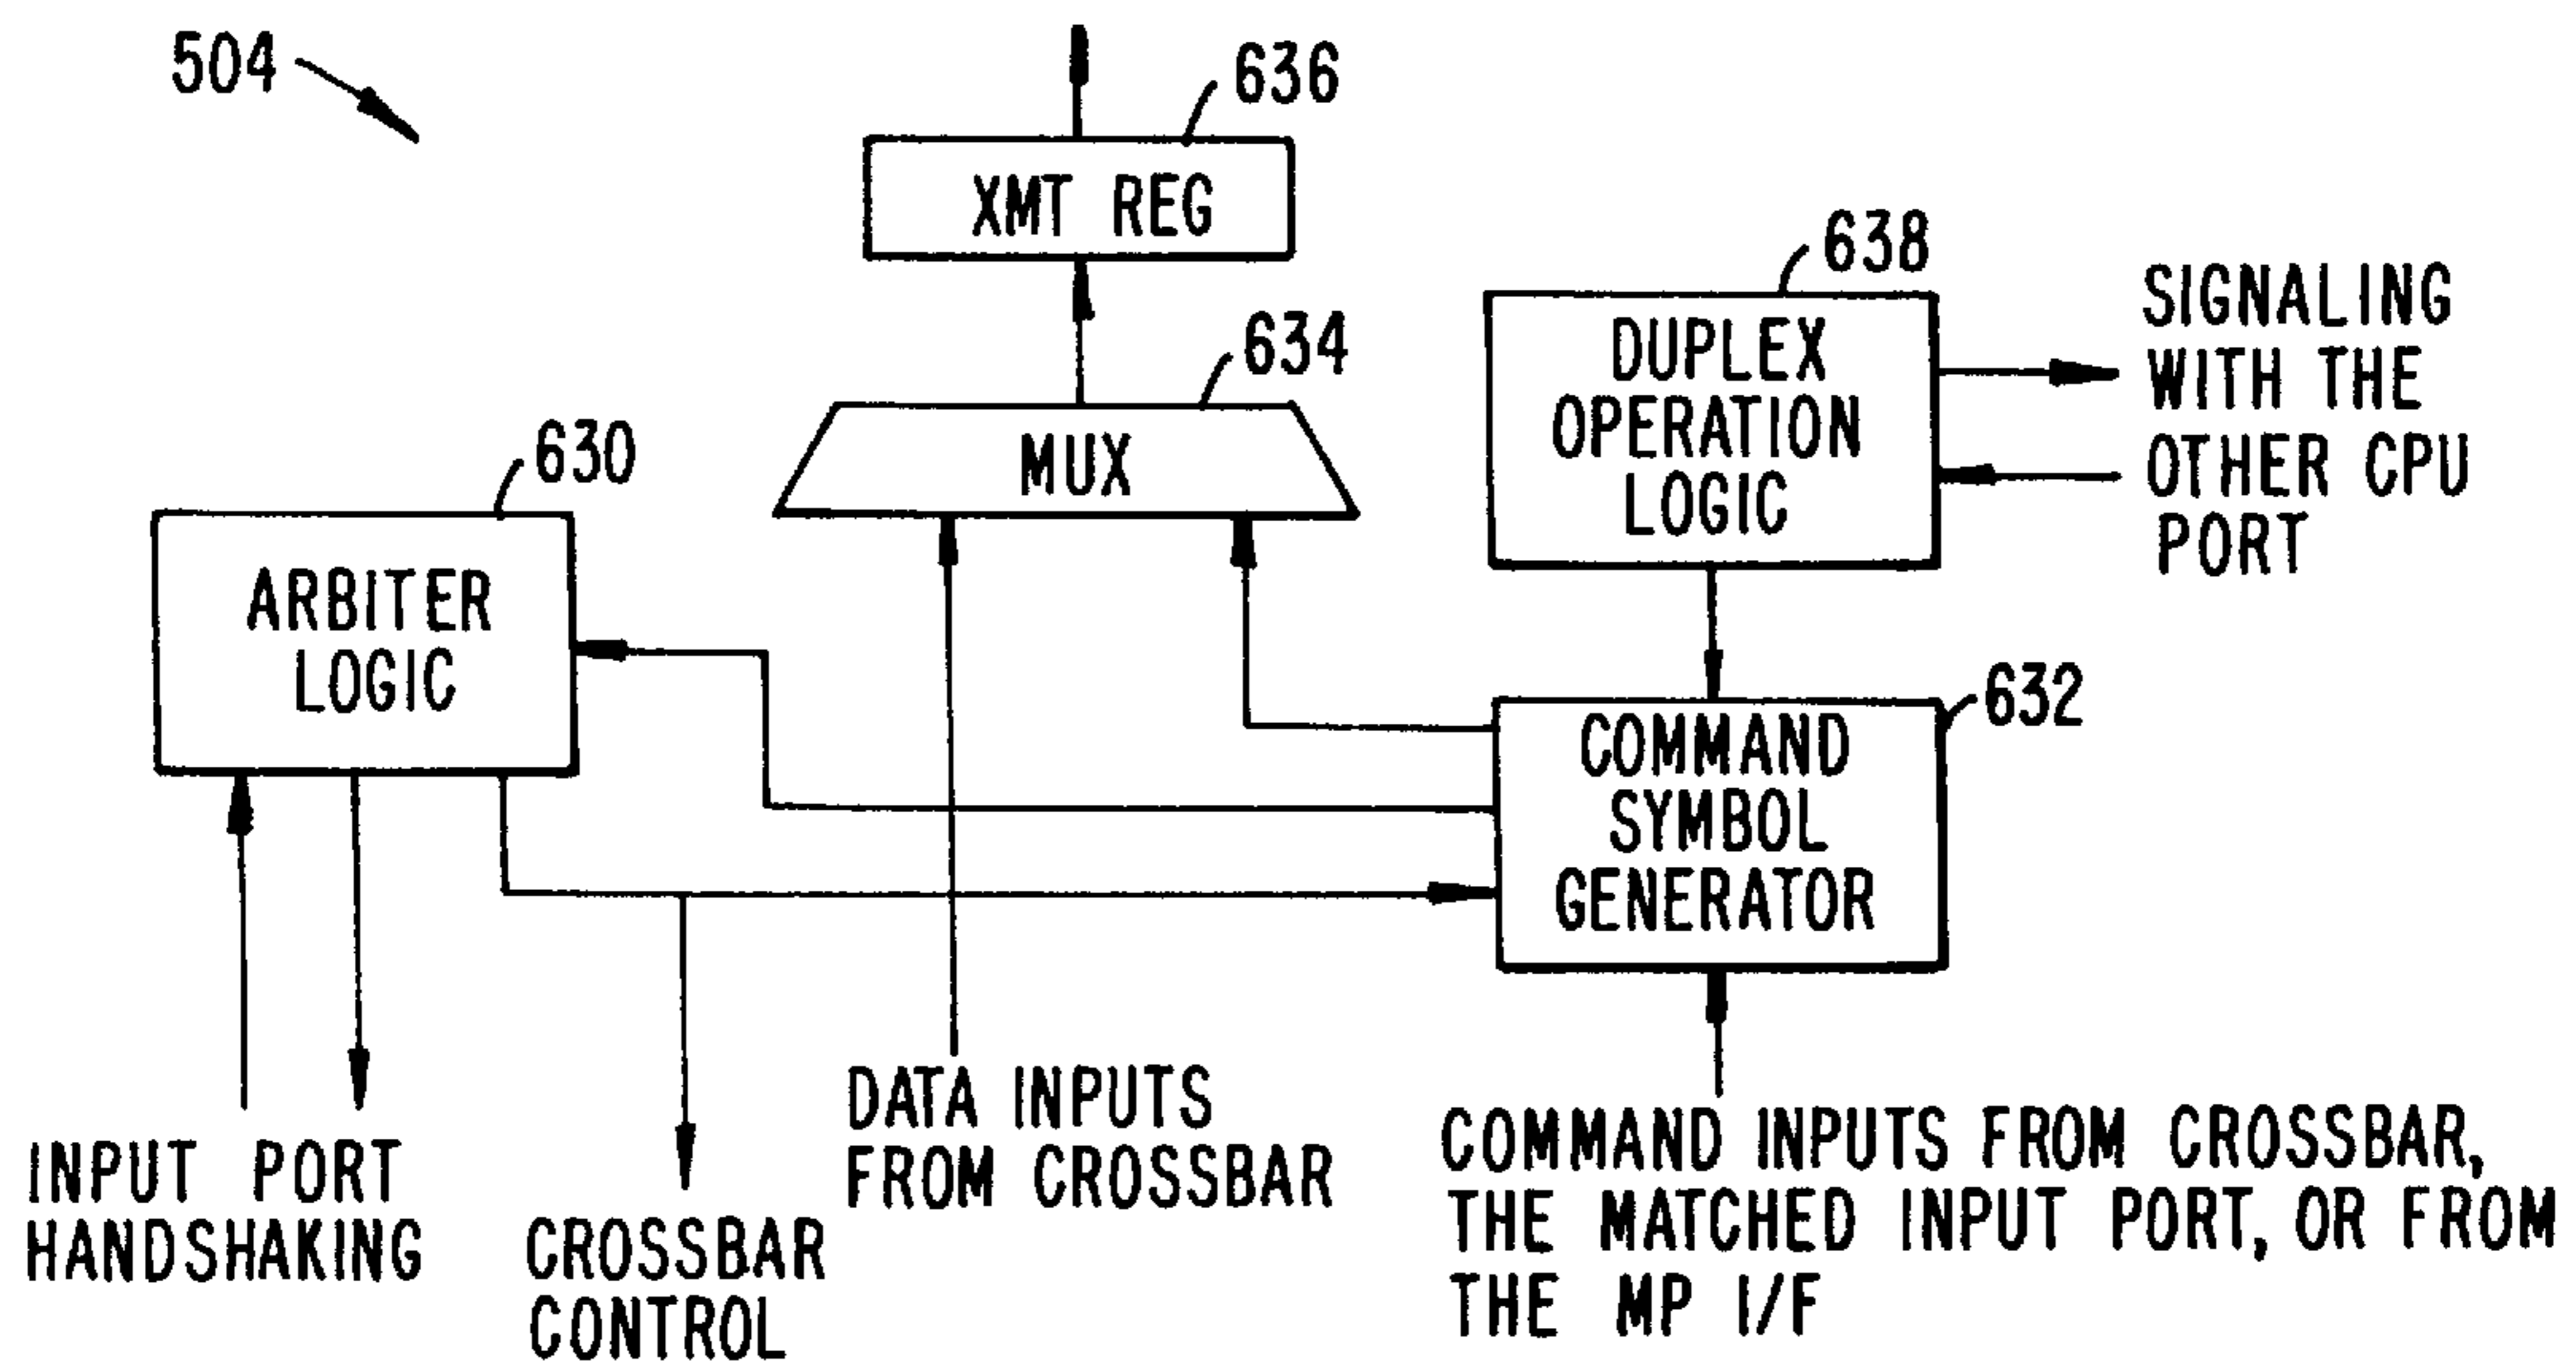 504
636
XMT REG
638
634
MUX
DUPLEX
OPERATION
LOGIC
SIGNALING
WITH THE
OTHER CPU
PORT
630
ARBITER
LOGIC
632
COMMAND
SYMBOL
GENERATOR
INPUT PORT
HANDSHAKING
CROSSBAR
CONTROL
DATA INPUTS
FROM CROSSBAR
COMMAND INPUTS FROM CROSSBAR,
THE MATCHED INPUT PORT, OR FROM
THE MP I/F